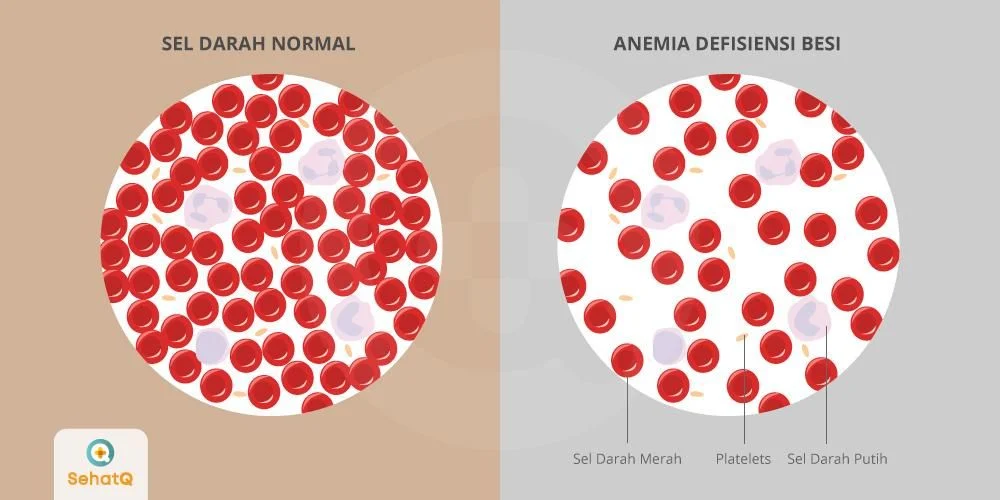 SEL DARAH NORMAL
ANEMIA DEFISIENSI BESI
Sel Darah Merah
Platelets
Sel Darah Putih
SehatQ